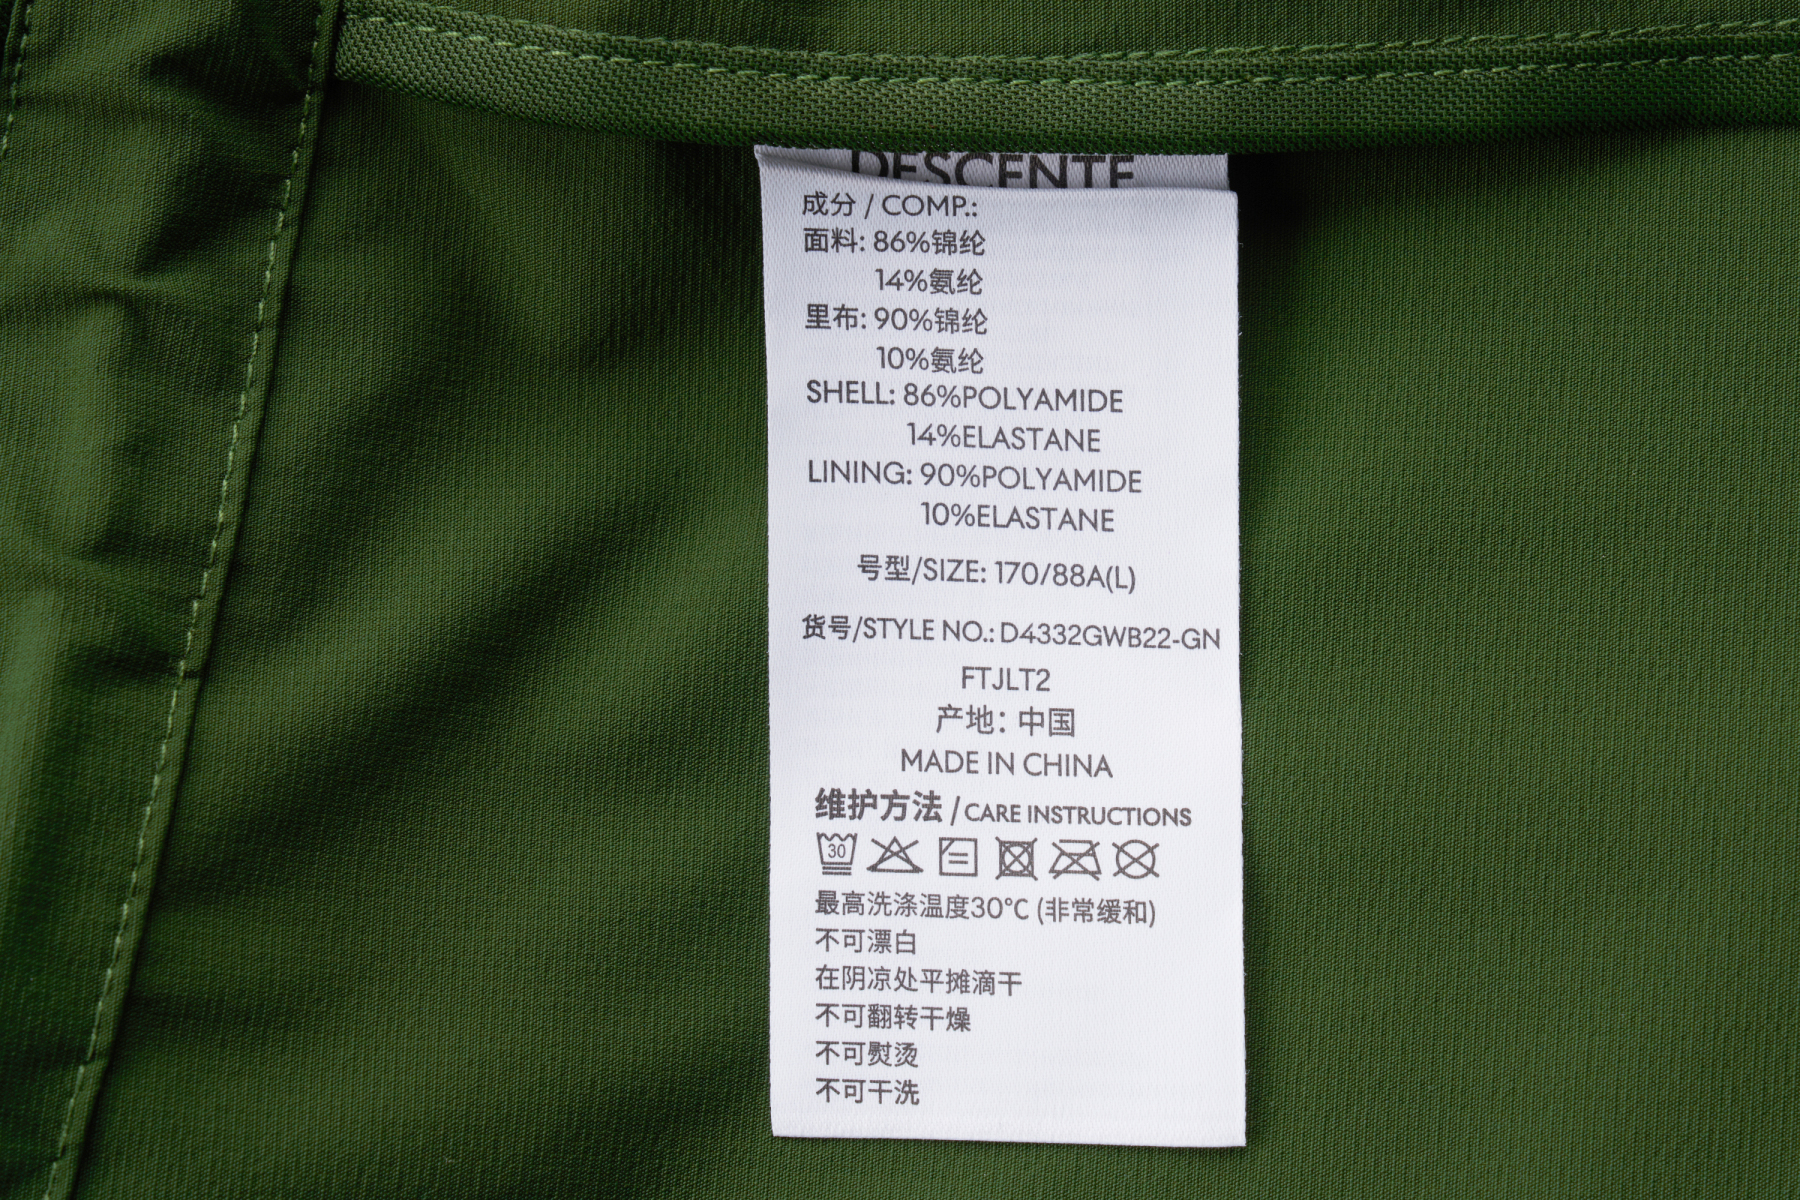 DESCENTE
成分 / COMP.:
面料: 86%锦纶
14%氨纶
里布: 90%锦纶
10%氨纶
SHELL: 86%POLYAMIDE
14%ELASTANE
LINING: 90%POLYAMIDE
10%ELASTANE
号型/SIZE: 170/88A(L)
货号/STYLE NO.: D4332GWB22-GN
FTJLT2
产地: 中国
MADE IN CHINA
维护方法 / CARE INSTRUCTIONS
30
最高洗涤温度30°C (非常缓和)
不可漂白
在阴凉处平摊滴干
不可翻转干燥
不可熨烫
不可干洗